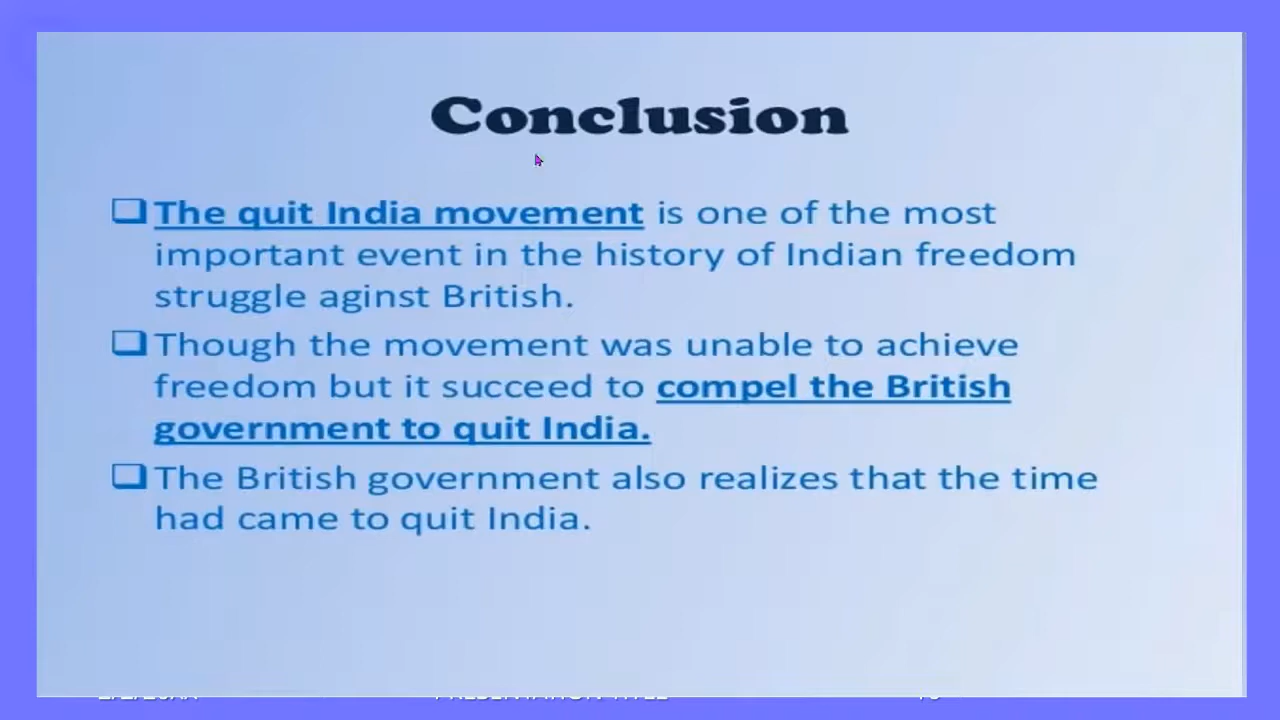 Conclusion
The quit India movement is one of the most
important event in the history of Indian freedom
struggle aginst British.
Though the movement was unable to achieve
freedom but it succeed to compel the British
government to quit India.
The British government also realizes that the time
had came to quit India.
PRESENTATION TITLE